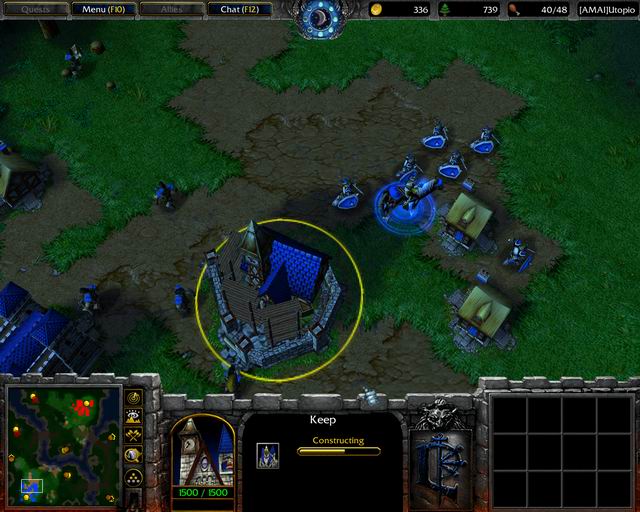 Quests
Menu (F10)
Allies
Chat (F12)
336
739
40/48
[AMAI]Utopio
Keep
Constructing
1500 / 1500